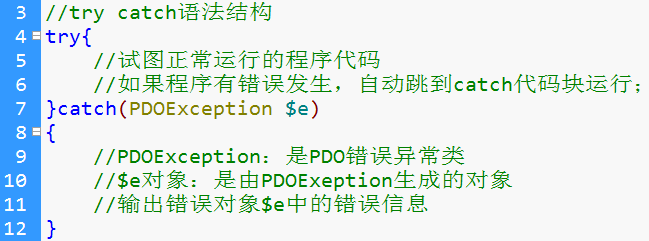 3 //try catch语法结构
4 try{
5 //试图正常运行的程序代码
6 //如果程序有错误发生，自动跳到catch代码块运行；
7 }catch(PDOException $e)
8 {
9 //PDOException：是PDO错误异常类
10 //$e对象：是由PDOExeption生成的对象
11 //输出错误对象$e中的错误信息
12 }